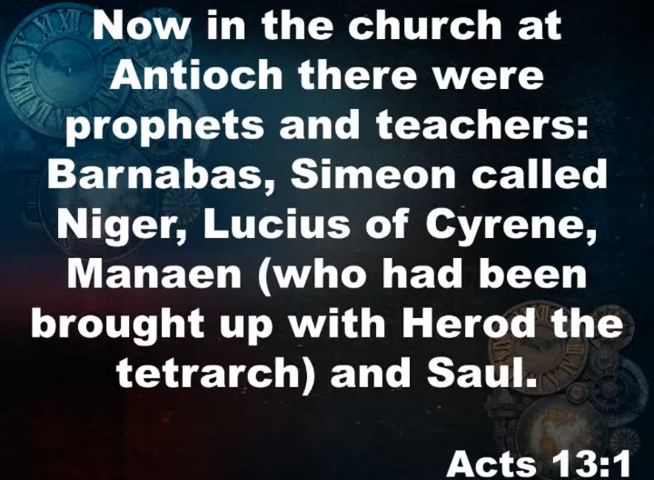 Now in the church at
Antioch there were
prophets and teachers:
Barnabas, Simeon called
Niger, Lucius of Cyrene,
Manaen (who had been
brought up with Herod the
tetrarch) and Saul.
Acts 13:1